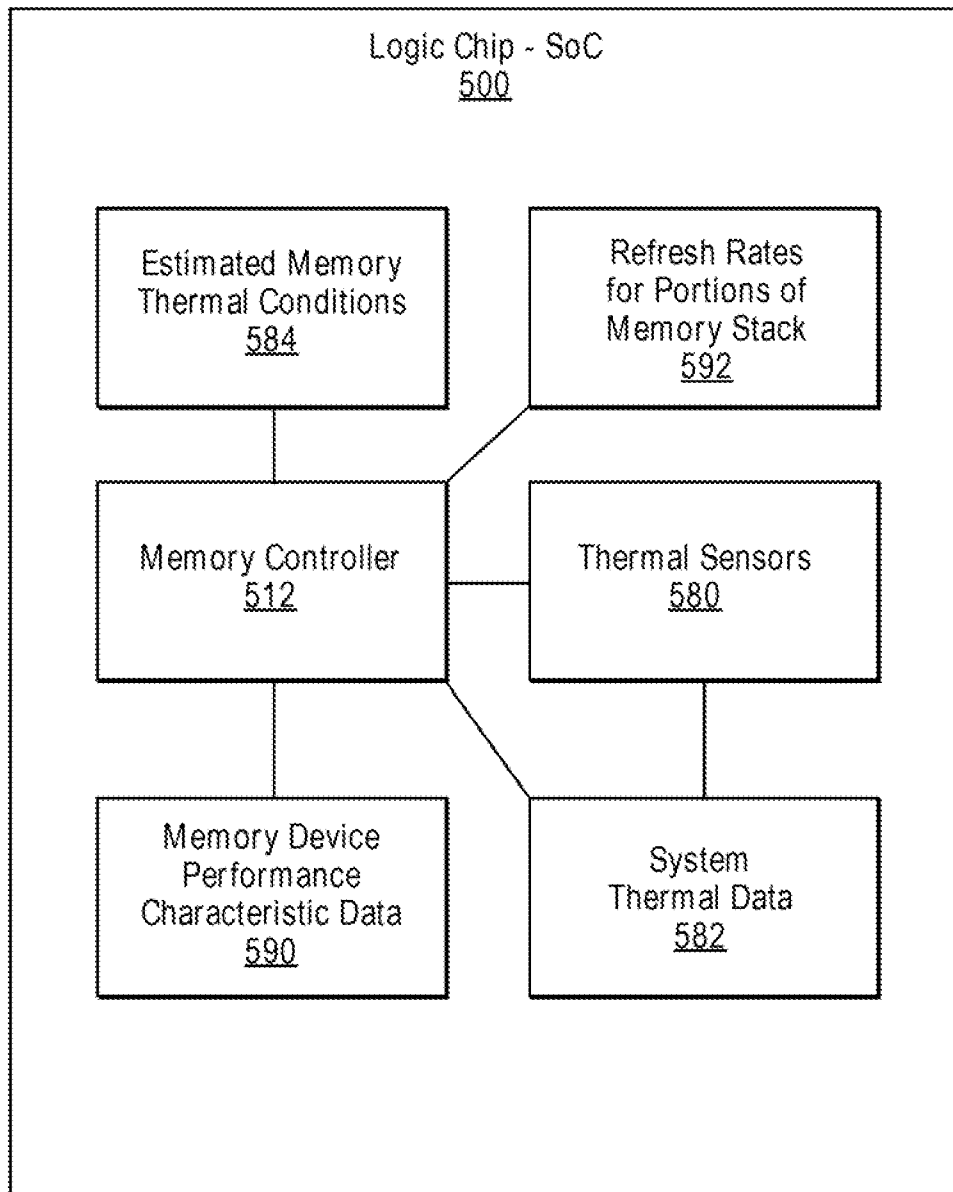 Logic Chip - SoC
500
Estimated Memory
Thermal Conditions
584
Refresh Rates
for Portions of
Memory Stack
592
Memory Controller
512
Thermal Sensors
580
Memory Device
Performance
Characteristic Data
590
System
Thermal Data
582